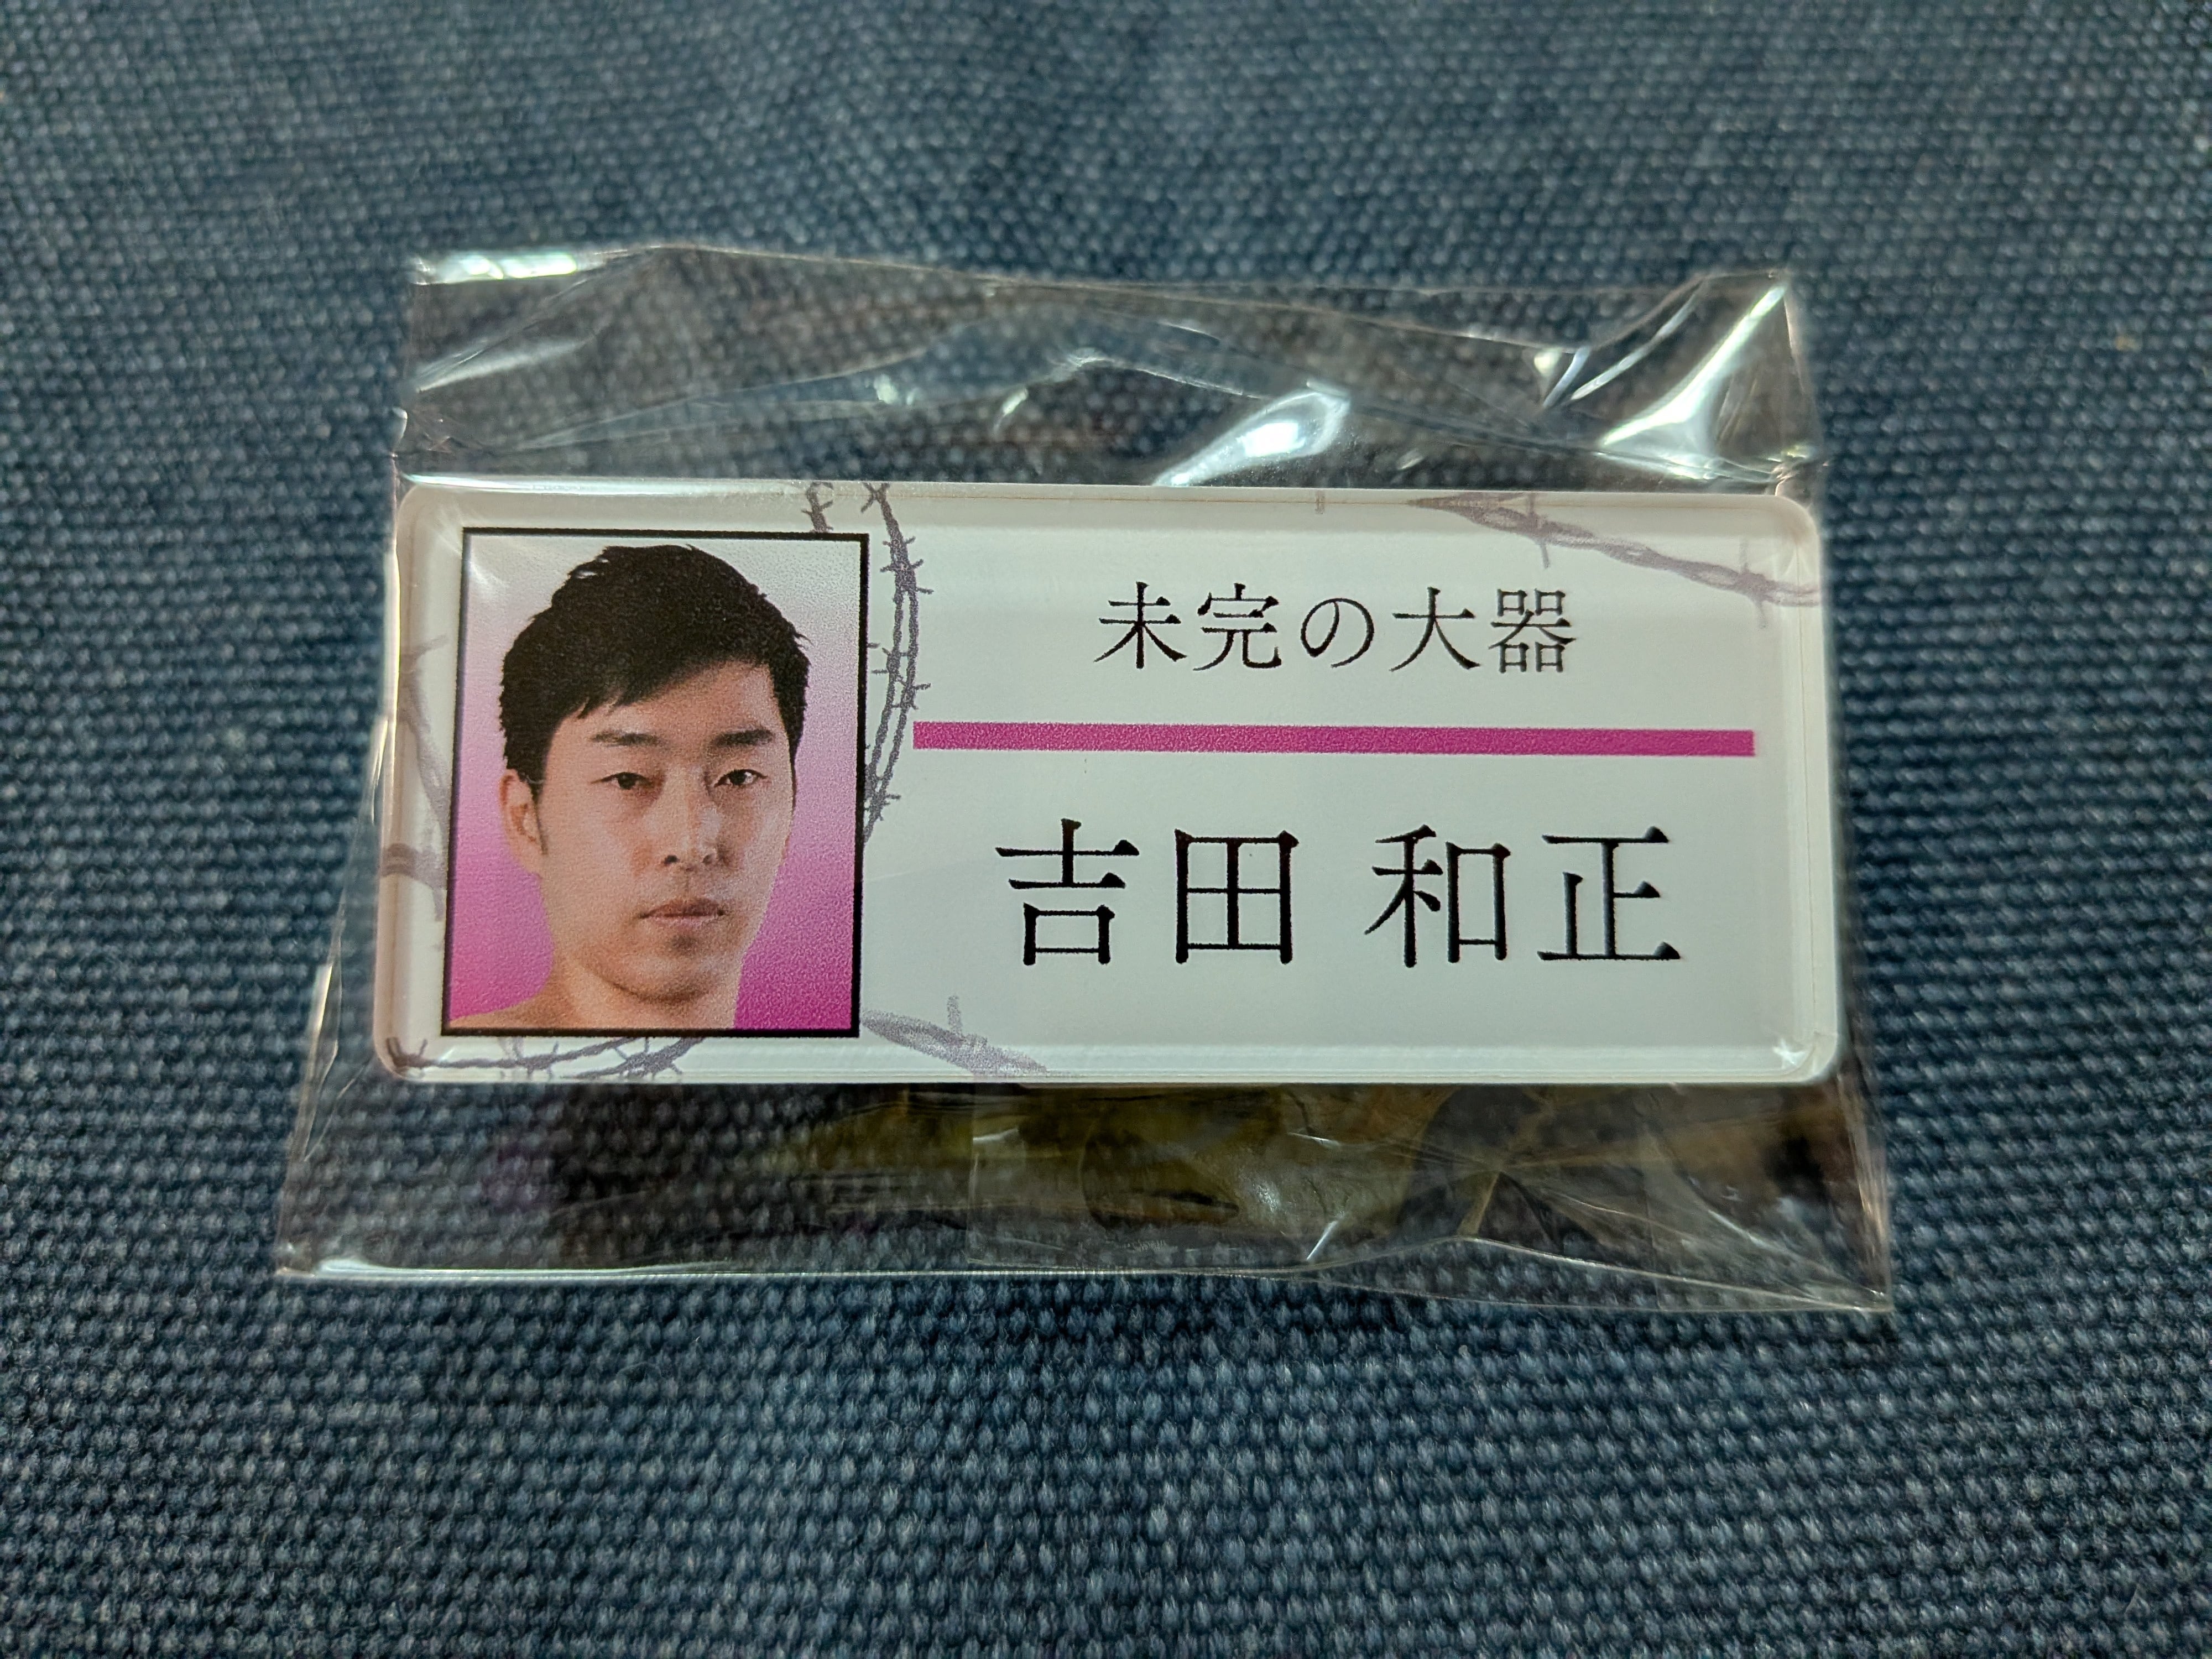 未完の大器
吉田 和正